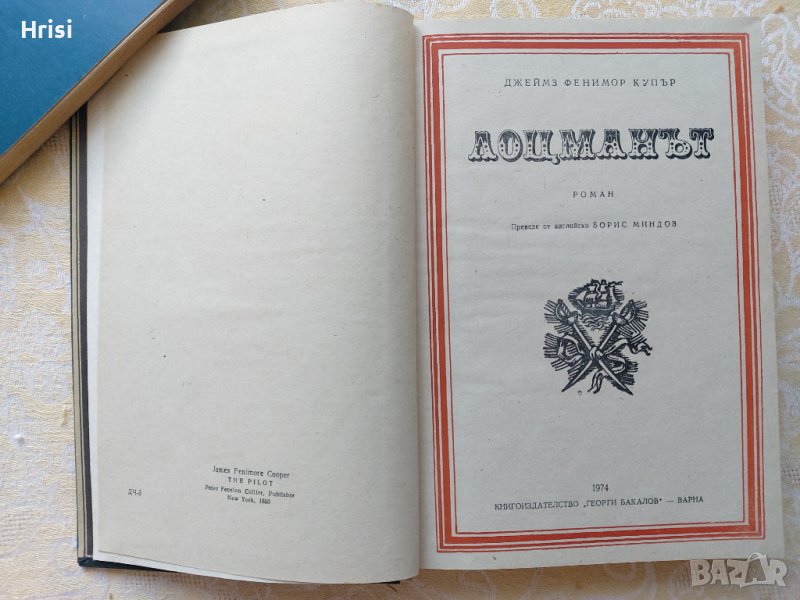 Hrisi
James Fenimore Cooper
THE PILOT
Peter Fenelon Collier, Publisher
New York, 1880
ДЧ-3
ДЖЕЙМЗ ФЕНИМОР КУПЪР
ЛОЦМАНЪТ
РОМАН
Преведе от английски БОРИС МИНДОВ
1974
КНИГОИЗДАТЕЛСТВО „ГЕОРГИ БАКАЛОВ“ — ВАРНА
BAZAR